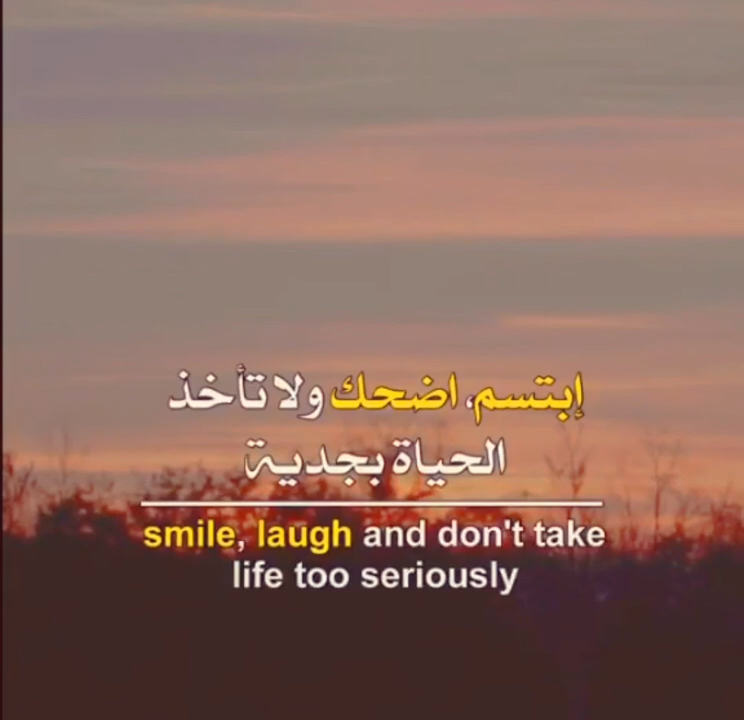 إبتسم، اضحك ولا تأخذ
الحياة بجدية
smile, laugh and don't take
life too seriously